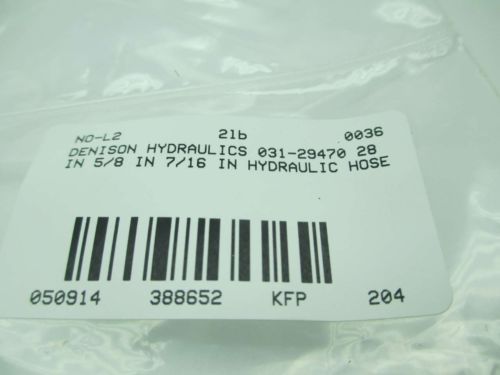 NO-L2 21b 0036
DENISON HYDRAULICS 031-29470 28
IN 5/8 IN 7/16 IN HYDRAULIC HOSE
050914 388652 KFP 204